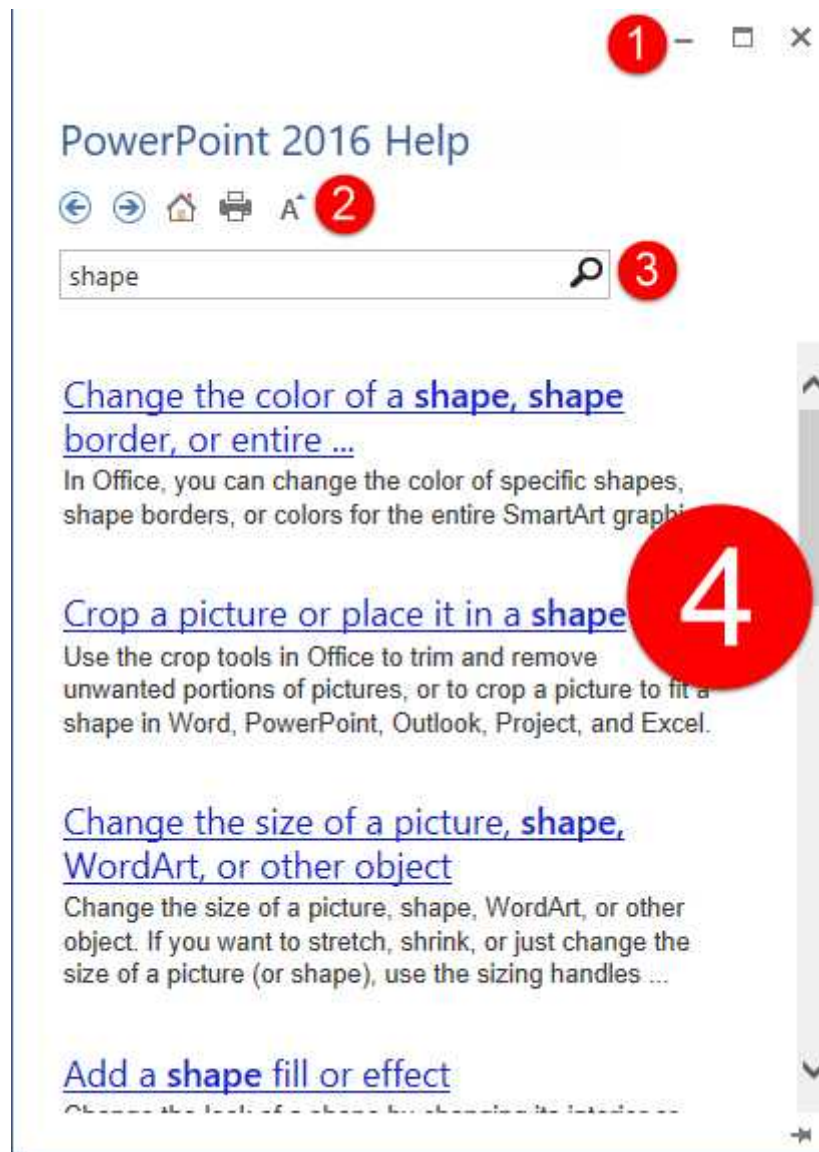 1
PowerPoint 2016 Help
A 2
shape 3
Change the color of a shape, shape
border, or entire ...
In Office, you can change the color of specific shapes,
shape borders, or colors for the entire SmartArt graphi
4
Crop a picture or place it in a shape
Use the crop tools in Office to trim and remove
unwanted portions of pictures, or to crop a picture to fit a
shape in Word, PowerPoint, Outlook, Project, and Excel.
Change the size of a picture, shape,
WordArt, or other object
Change the size of a picture, shape, WordArt, or other
object. If you want to stretch, shrink, or just change the
size of a picture (or shape), use the sizing handles ...
Add a shape fill or effect